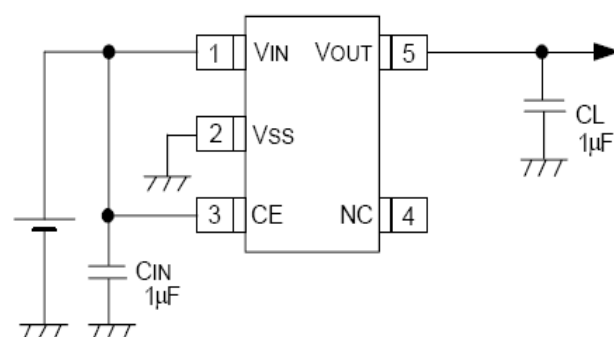 1 VIN VOUT 5
2 VSS
3 CE NC 4
CL
1µF
CIN
1µF